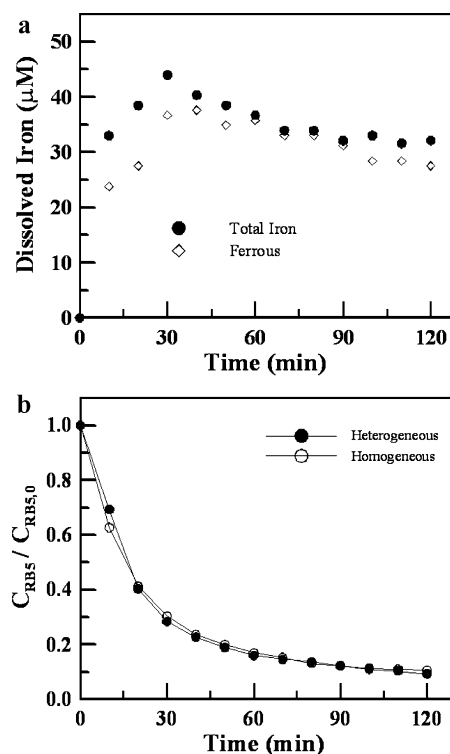 a
Dissolved Iron (μM)
50
40
30
20
10
0
Total Iron
Ferrous
0
30
60
90
120
Time (min)
b
C_RB5 / C_RB5,0
1.0
0.8
0.6
0.4
0.2
0.0
Heterogeneous
Homogeneous
0
30
60
90
120
Time (min)